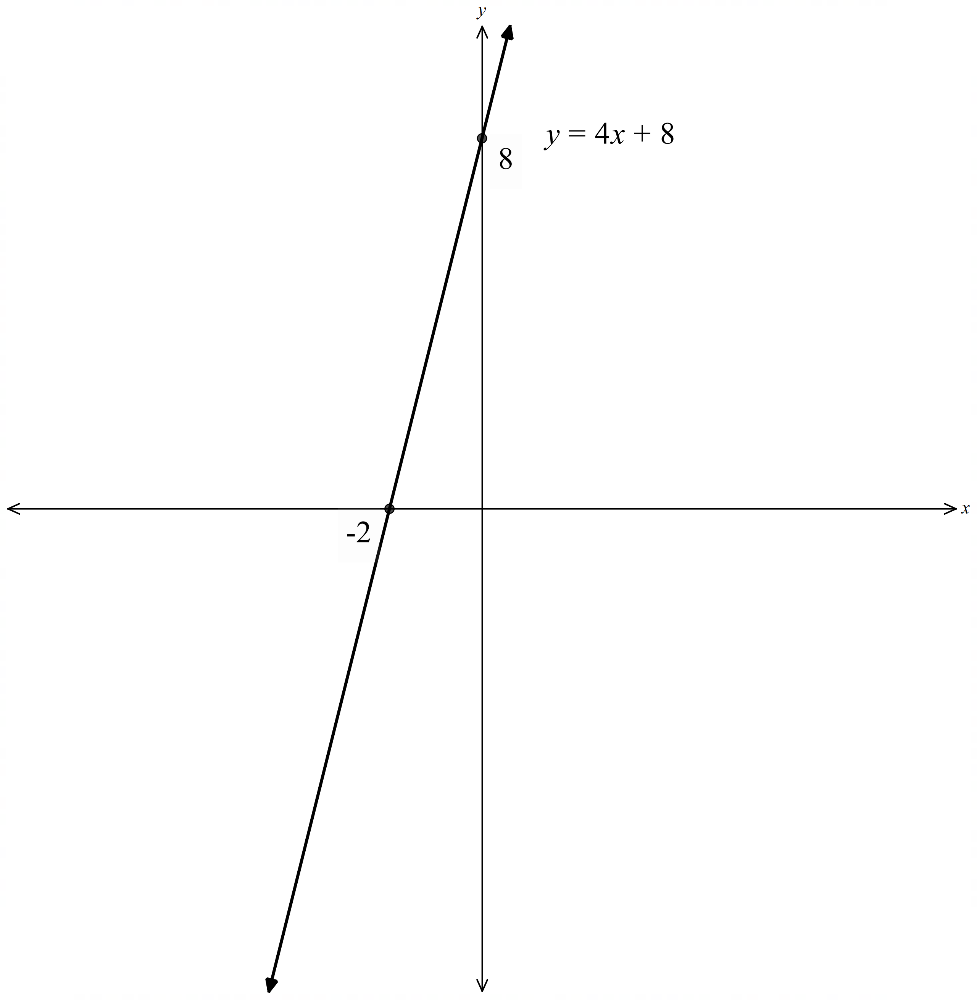 y
y = 4x + 8
8
x
-2